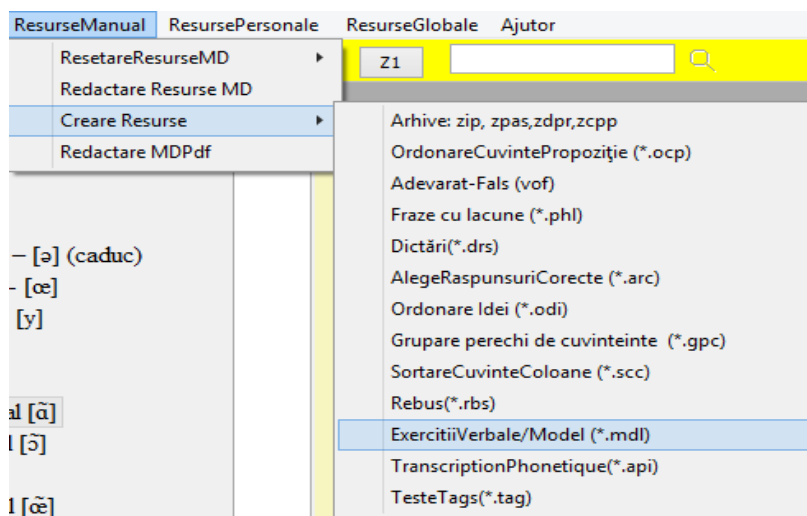 ResurseManual ResursePersonale ResurseGlobale Ajutor
ResetareResurseMD
Z1
Redactare Resurse MD
Creare Resurse
Redactare MDPdf
Arhive: zip, zpas,zdpr,zcpp
OrdonareCuvintePropoziţie (*.ocp)
Adevarat-Fals (vof)
Fraze cu lacune (*.phl)
Dictări(*.drs)
AlegeRaspunsuriCorecte (*.arc)
Ordonare Idei (*.odi)
Grupare perechi de cuvinteinte (*.gpc)
SortareCuvinteColoane (*.scc)
Rebus(*.rbs)
ExercitiiVerbale/Model (*.mdl)
TranscriptionPhonetique(*.api)
TesteTags(*.tag)
– [ə] (caduc)
- [œ]
[y]
al [ɑ̃]
l [ɔ̃]
l [œ̃]